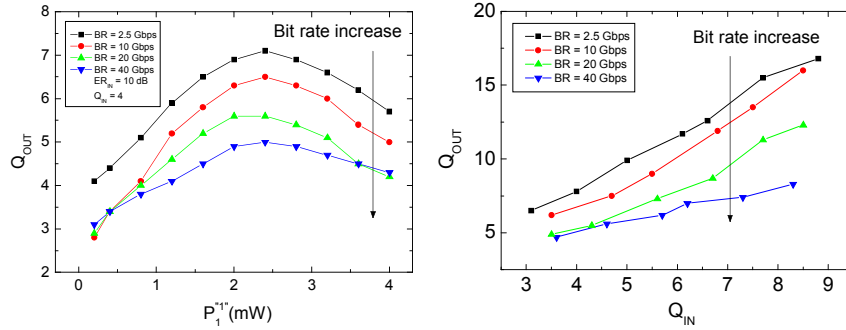 8
7
6
5
4
3
2
Q_OUT
BR = 2.5 Gbps
BR = 10 Gbps
BR = 20 Gbps
BR = 40 Gbps
ER_IN = 10 dB
Q_IN = 4
Bit rate increase
0 1 2 3 4
P_1^"1"(mW)
20
15
10
5
Q_OUT
BR = 2.5 Gbps
BR = 10 Gbps
BR = 20 Gbps
BR = 40 Gbps
Bit rate increase
3 4 5 6 7 8 9
Q_IN